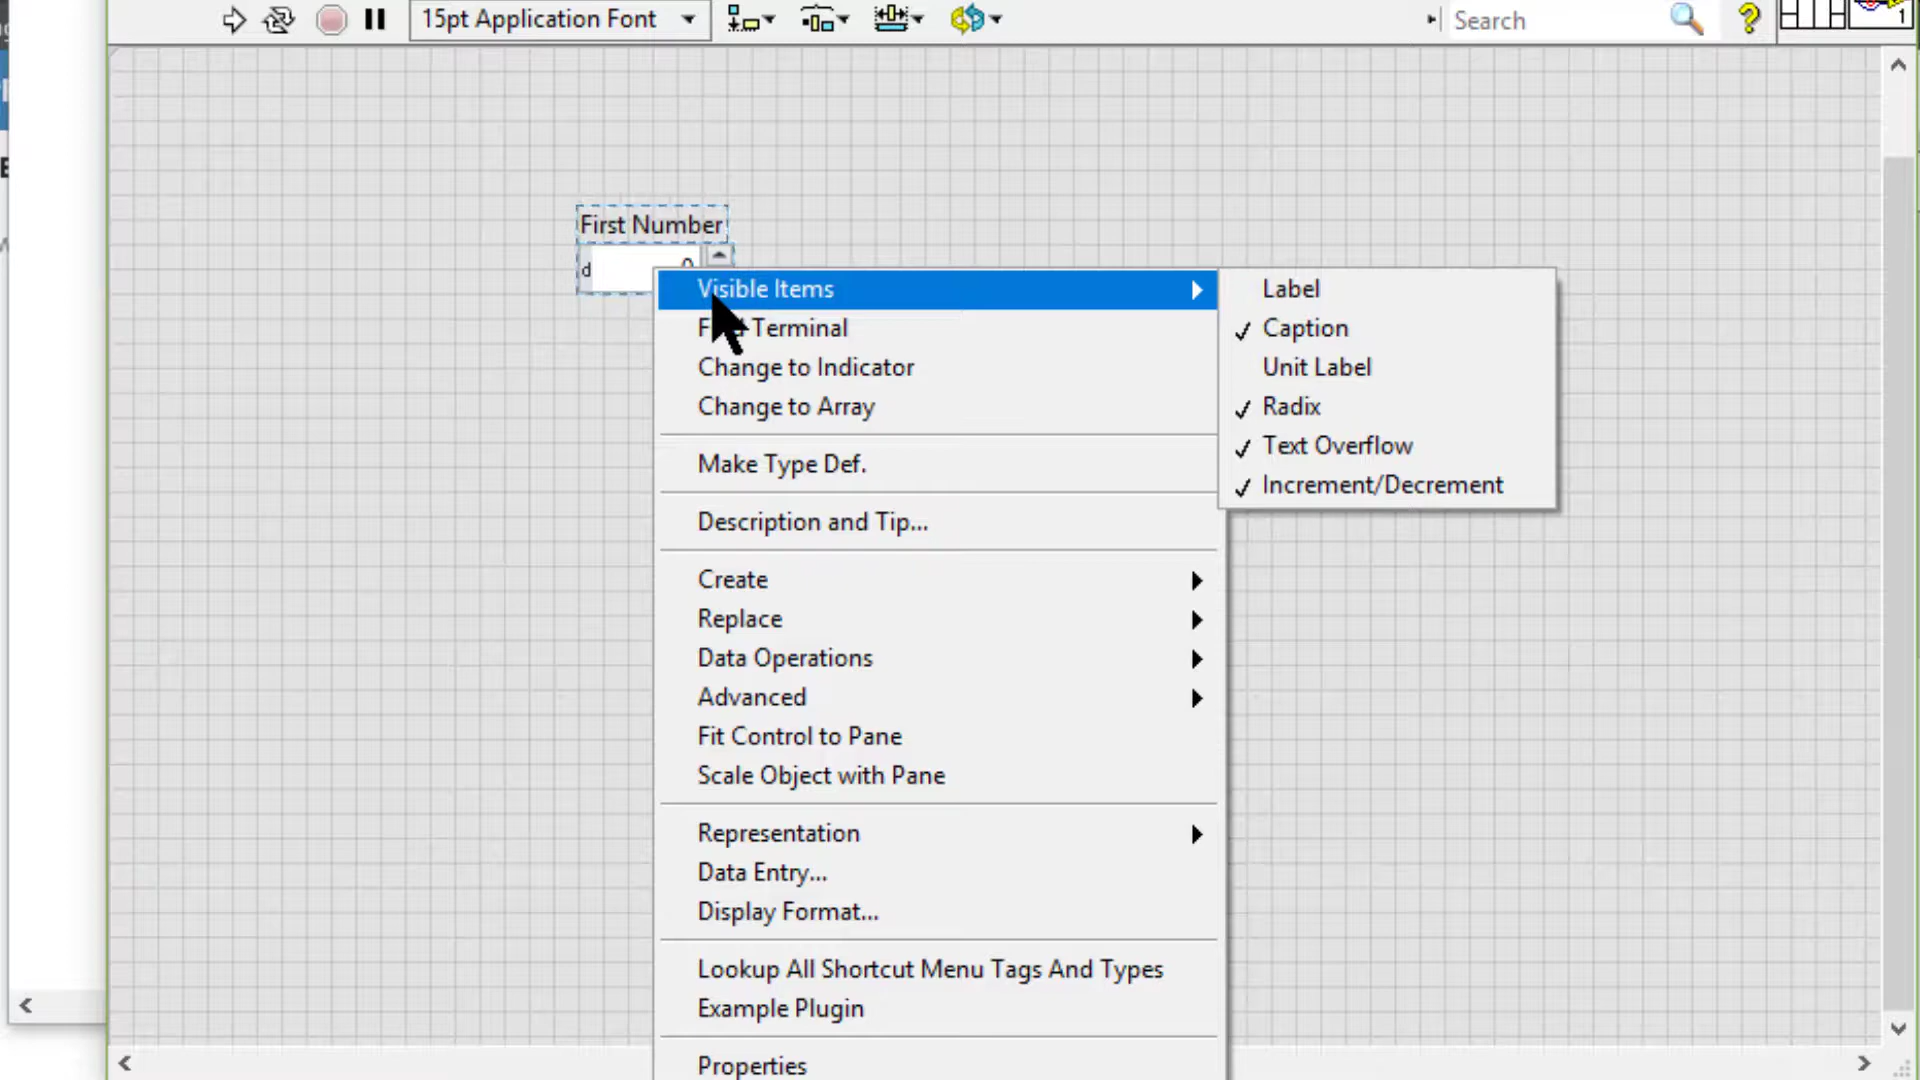 15pt Application Font
Search
1
First Number
d
0
Visible Items
Terminal
Change to Indicator
Change to Array
Make Type Def.
Description and Tip...
Create
Replace
Data Operations
Advanced
Fit Control to Pane
Scale Object with Pane
Representation
Data Entry...
Display Format...
Lookup All Shortcut Menu Tags And Types
Example Plugin
Properties
Label
✓ Caption
Unit Label
✓ Radix
✓ Text Overflow
✓ Increment/Decrement